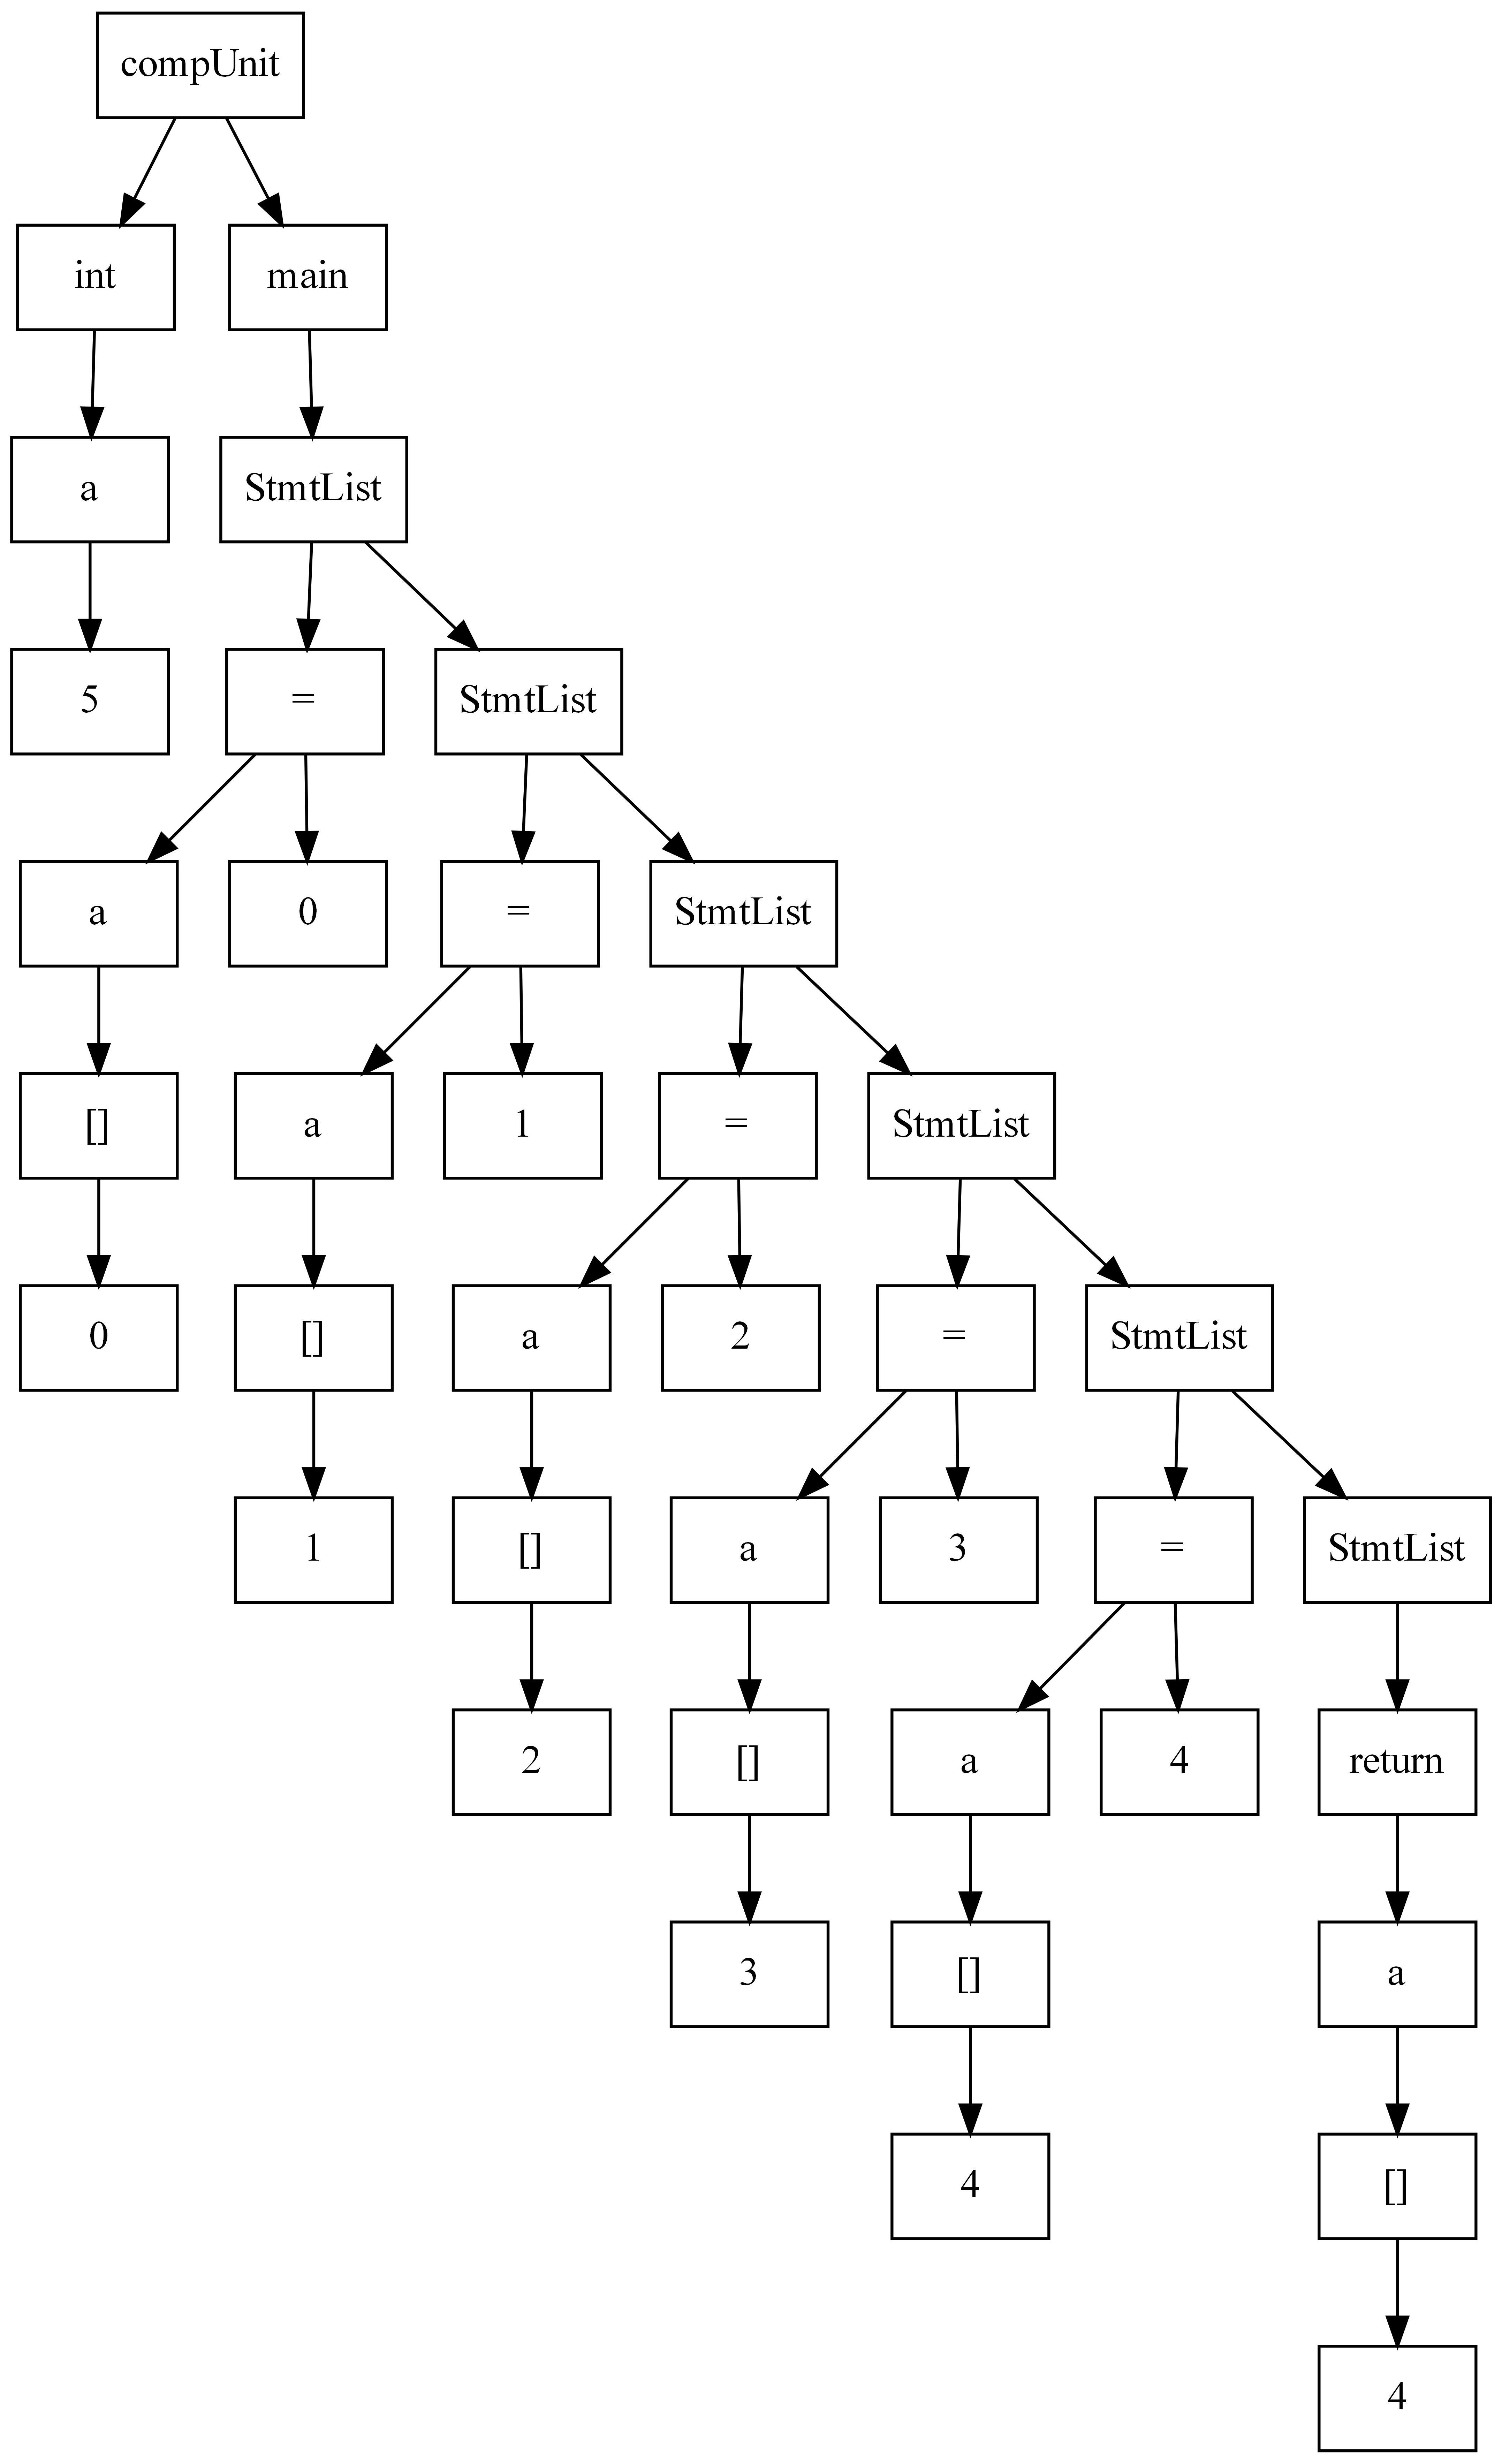 compUnit
int
main
a
StmtList
5
=
StmtList
a
0
=
StmtList
[]
a
1
=
StmtList
0
[]
a
2
=
StmtList
1
[]
a
3
=
StmtList
2
[]
a
4
return
3
[]
a
4
[]
4